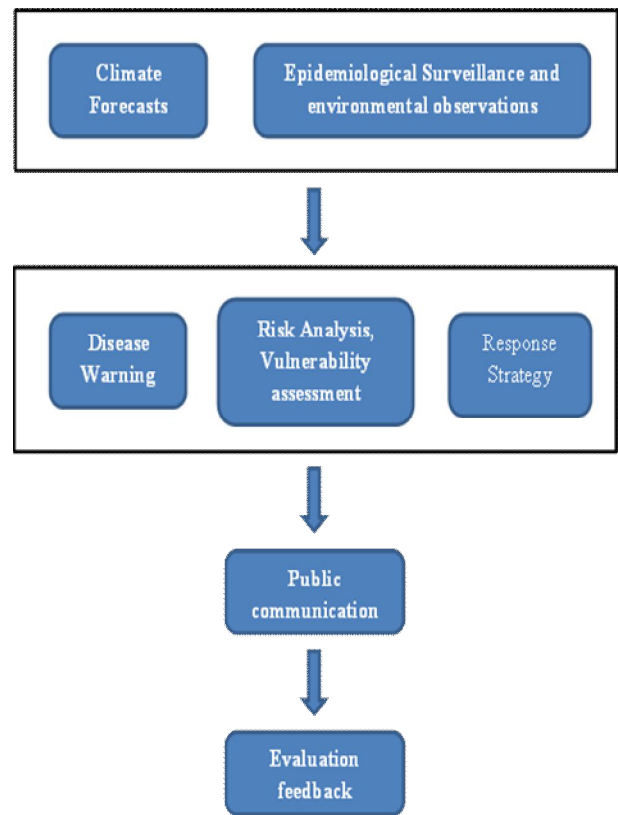 Climate
Forecasts
Epidemiological Surveillance and
environmental observations
Disease
Warning
Risk Analysis,
Vulnerability
assessment
Response
Strategy
Public
communication
Evaluation
feedback